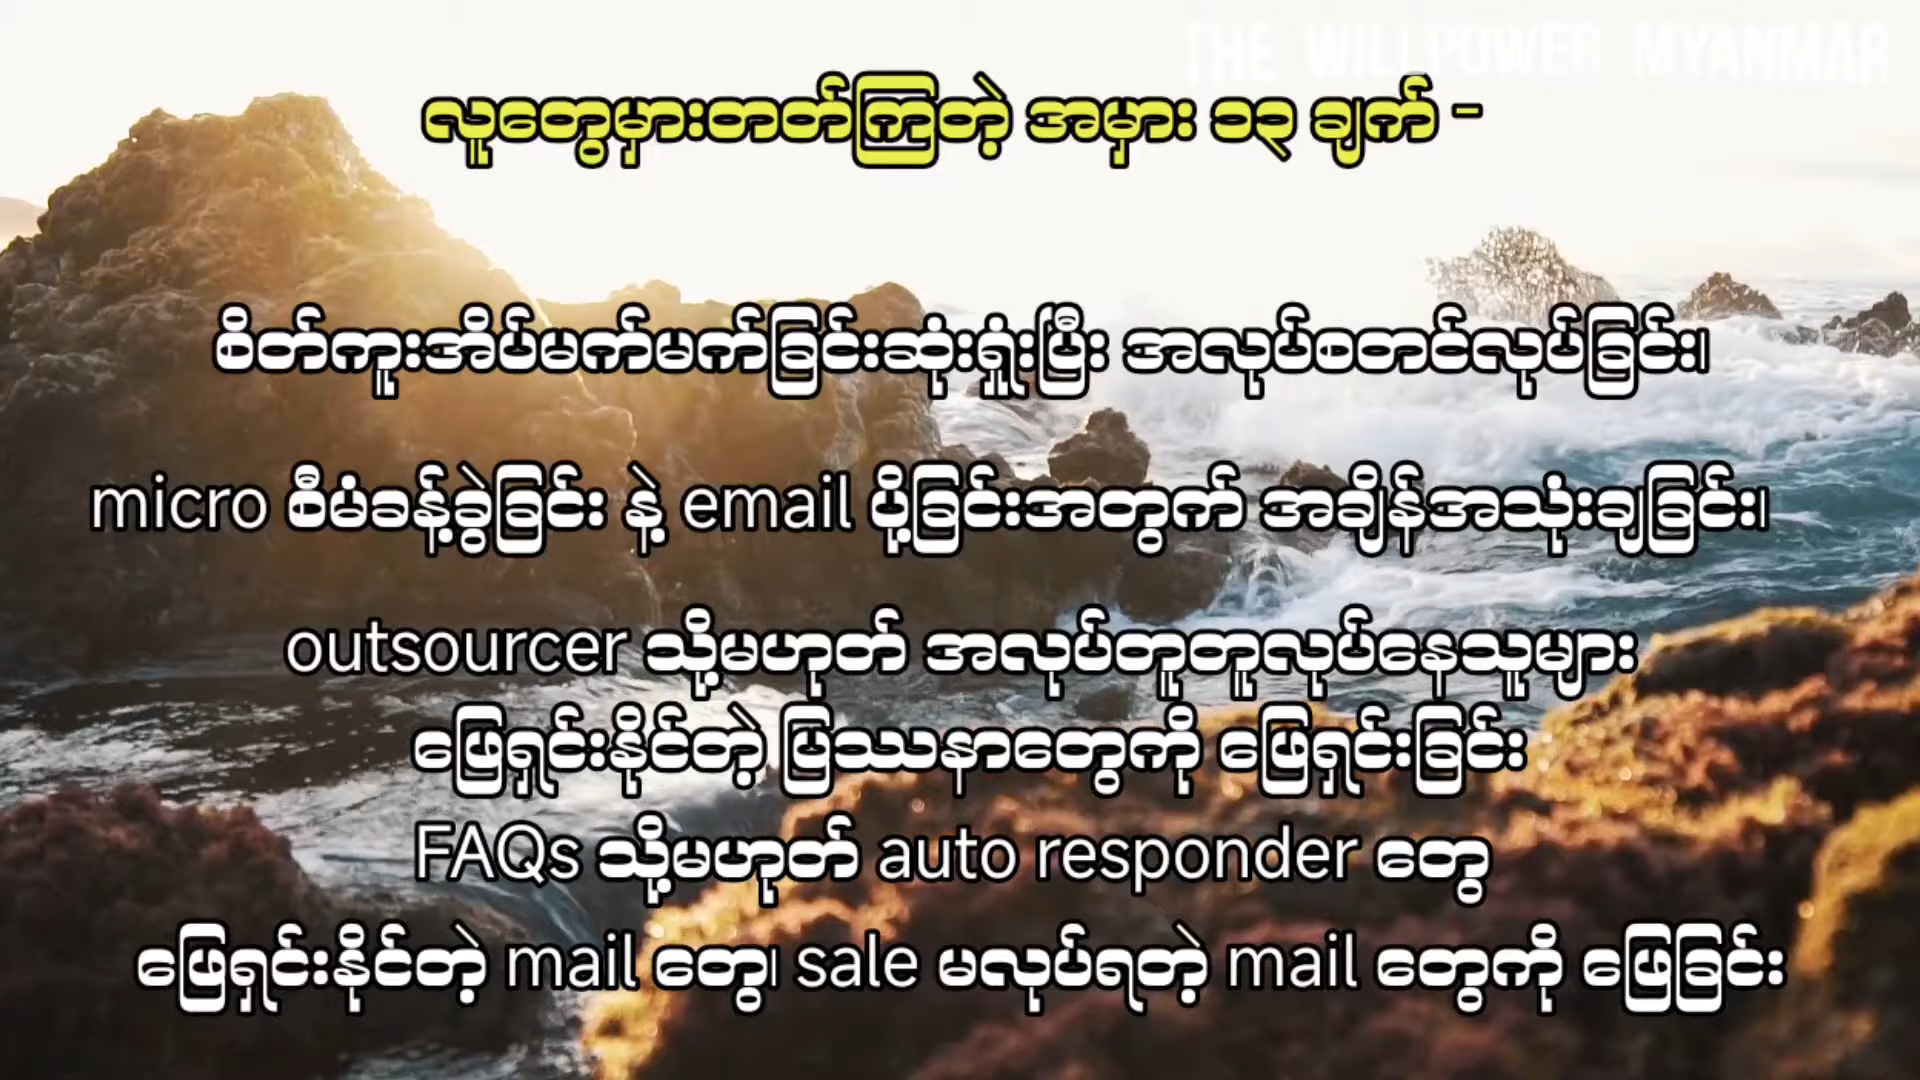 THE WILLPOWER MYANMAR
လူတွေမှားတတ်ကြတဲ့ အမှား ၁၃ ချက် -
စိတ်ကူးအိပ်မက်မက်ခြင်းဆုံးရှုံးပြီး အလုပ်စတင်လုပ်ခြင်း၊
micro စီမံခန့်ခွဲခြင်း နဲ့ email ပို့ခြင်းအတွက် အချိန်အသုံးချခြင်း၊
outsourcer သို့မဟုတ် အလုပ်တူတူလုပ်နေသူများ
ဖြေရှင်းနိုင်တဲ့ ပြဿနာတွေကို ဖြေရှင်းခြင်း
FAQs သို့မဟုတ် auto responder တွေ
ဖြေရှင်းနိုင်တဲ့ mail တွေ၊ sale မလုပ်ရတဲ့ mail တွေကို ဖြေခြင်း